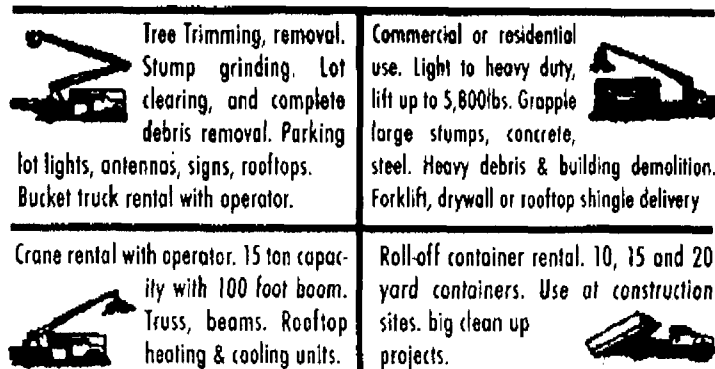 Tree Trimming, removal.
Stump grinding. Lot
clearing, and complete
debris removal. Parking
lot lights, antennas, signs, rooftops.
Bucket truck rental with operator.
Commercial or residential
use. Light to heavy duty,
lift up to 5,800lbs. Grapple
large stumps, concrete,
steel. Heavy debris & building demolition.
Forklift, drywall or rooftop shingle delivery
Crane rental with operator. 15 ton capac-
ity with 100 foot boom.
Truss, beams. Rooftop
heating & cooling units.
Roll-off container rental. 10, 15 and 20
yard containers. Use at construction
sites. big clean up
projects.